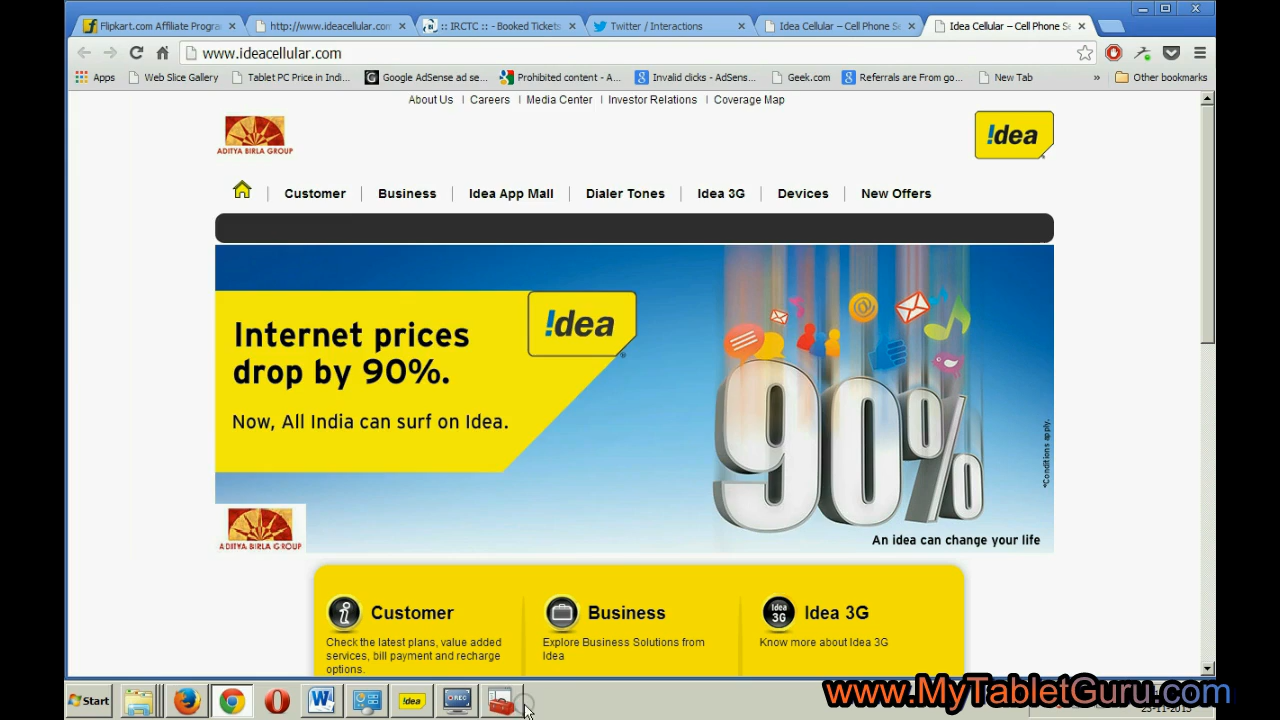 Flipkart.com Affiliate Progra
http://www.ideacellular.com
:: IRCTC :: - Booked Tickets
Twitter / Interactions
Idea Cellular – Cell Phone Se
Idea Cellular – Cell Phone Se
www.ideacellular.com
Apps
Web Slice Gallery
Tablet PC Price in Indi...
Google AdSense ad se...
Prohibited content - A...
Invalid clicks - AdSens...
Geek.com
Referrals are From go...
New Tab
»
Other bookmarks
About Us | Careers | Media Center | Investor Relations | Coverage Map
ADITYA BIRLA GROUP
!dea
Customer | Business | Idea App Mall | Dialer Tones | Idea 3G | Devices | New Offers
Internet prices
drop by 90%.
Now, All India can surf on Idea.
!dea
90%
*Conditions apply.
ADITYA BIRLA GROUP
An idea can change your life
Customer
Check the latest plans, value added
services, bill payment and recharge
options.
Business
Explore Business Solutions from
Idea
Idea 3G
Idea 3G
Know more about Idea 3G
Start
!dea
REC
www.MyTabletGuru.com